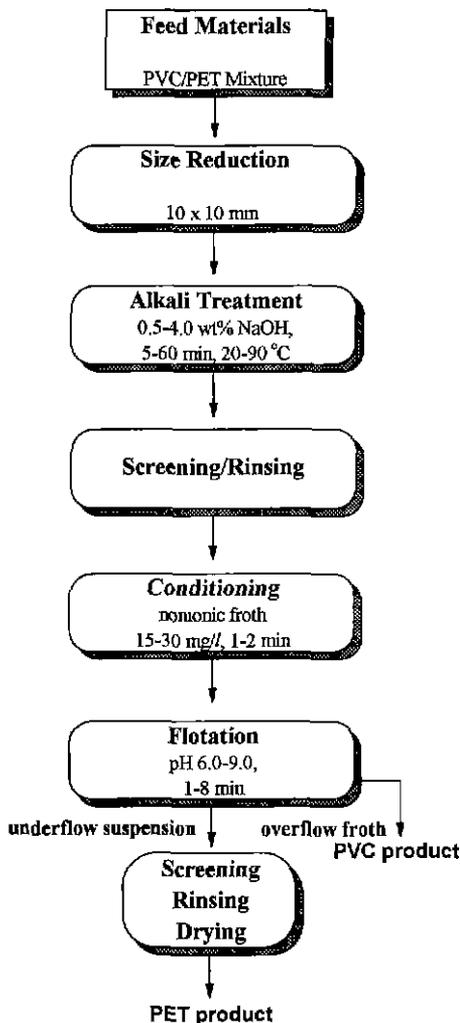 Feed Materials
PVC/PET Mixture
Size Reduction
10 x 10 mm
Alkali Treatment
0.5-4.0 wt% NaOH,
5-60 min, 20-90 °C
Screening/Rinsing
Conditioning
nonionic froth
15-30 mg/l, 1-2 min
Flotation
pH 6.0-9.0,
1-8 min
underflow suspension overflow froth
PVC product
Screening
Rinsing
Drying
PET product